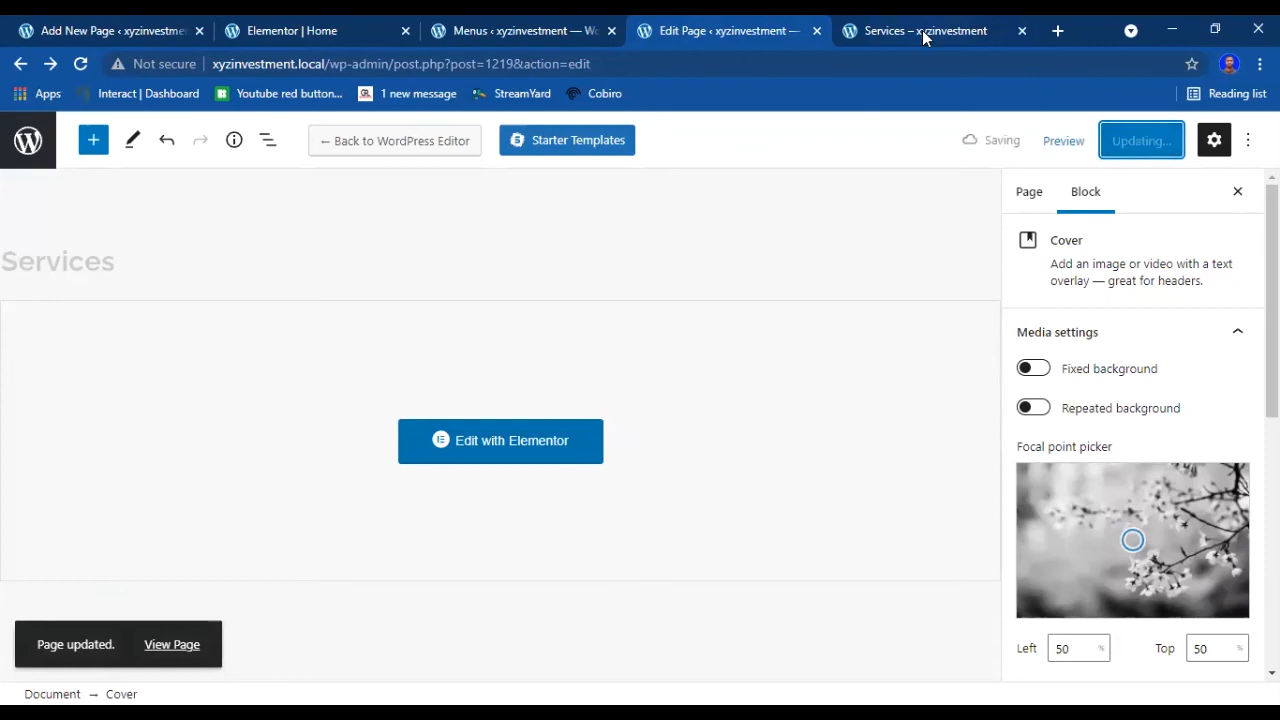 Add New Page ‹ xyzinvestme
Elementor | Home
Menus ‹ xyzinvestment — Wo
Edit Page ‹ xyzinvestment —
Services – xyzinvestment
Not secure
xyzinvestment.local/wp-admin/post.php?post=1219&action=edit
Apps
Interact | Dashboard
Youtube red button...
1 new message
StreamYard
Cobiro
Reading list
← Back to WordPress Editor
Starter Templates
Saving
Preview
Updating...
Page
Block
Services
Cover
Add an image or video with a text
overlay — great for headers.
Media settings
Fixed background
Repeated background
Focal point picker
Edit with Elementor
Left 50 %
Top 50 %
Page updated. View Page
Document → Cover